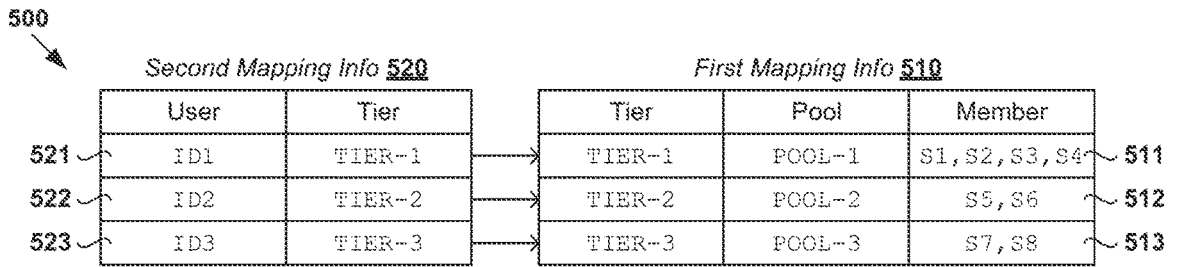 500
Second Mapping Info 520 First Mapping Info 510
User Tier Tier Pool Member
521 ID1 TIER-1 TIER-1 POOL-1 S1,S2,S3,S4 511
522 ID2 TIER-2 TIER-2 POOL-2 S5,S6 512
523 ID3 TIER-3 TIER-3 POOL-3 S7,S8 513